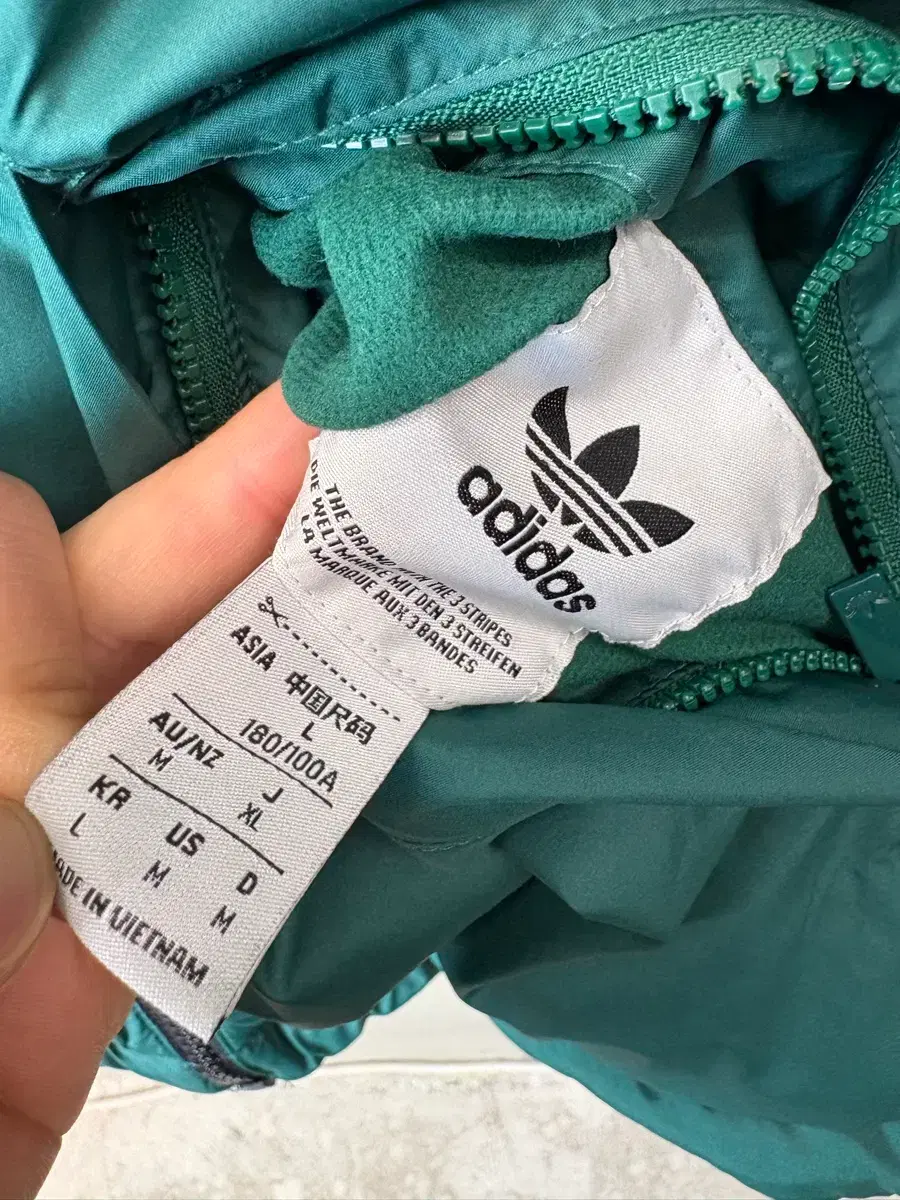 adidas
THE BRAND WITH THE 3 STRIPES
DIE WELTMARKE MIT DEN 3 STREIFEN
LA MARQUE AUX 3 BANDES
ASIA 中国尺码
L 180/100A
AU/NZ J
M XL
KR US D
L M M
MADE IN VIETNAM